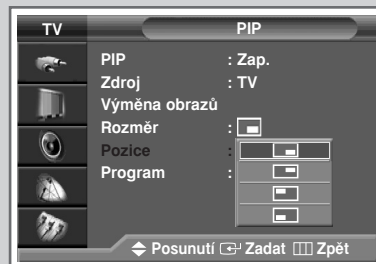 TV PIP
PIP : Zap.
Zdroj : TV
Výměna obrazů
Rozměr :
Pozice :
Program :
Posunutí Zadat Zpět